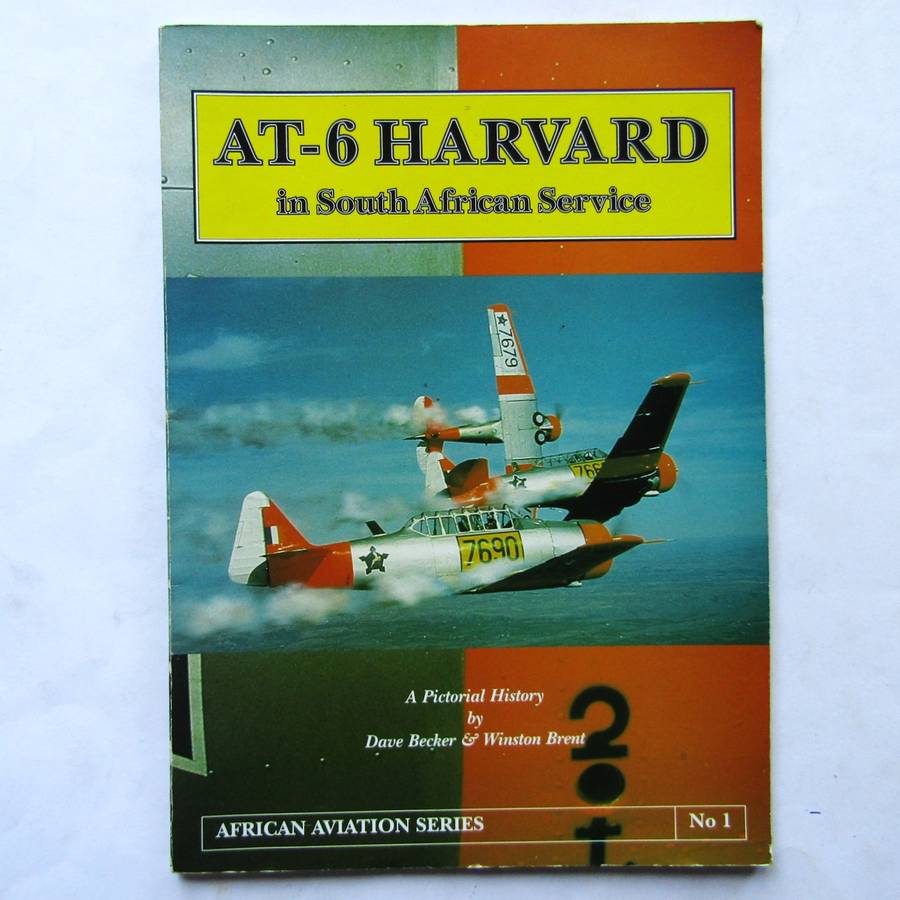 AT-6 HARVARD
in South African Service
7679
766
7690
A Pictorial History
by
Dave Becker & Winston Brent
AFRICAN AVIATION SERIES
No 1